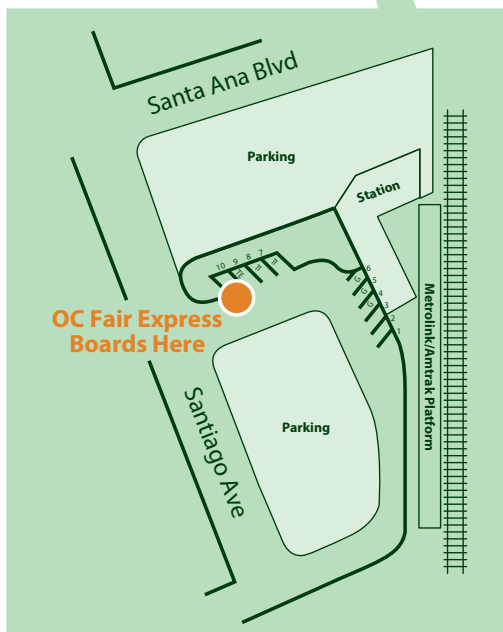 Santa Ana Blvd
Parking
Station
10 9 8 7
6
5
4
3
2
1
G
G
G
OC Fair Express
Boards Here
Metrolink/Amtrak Platform
Santiago Ave
Parking